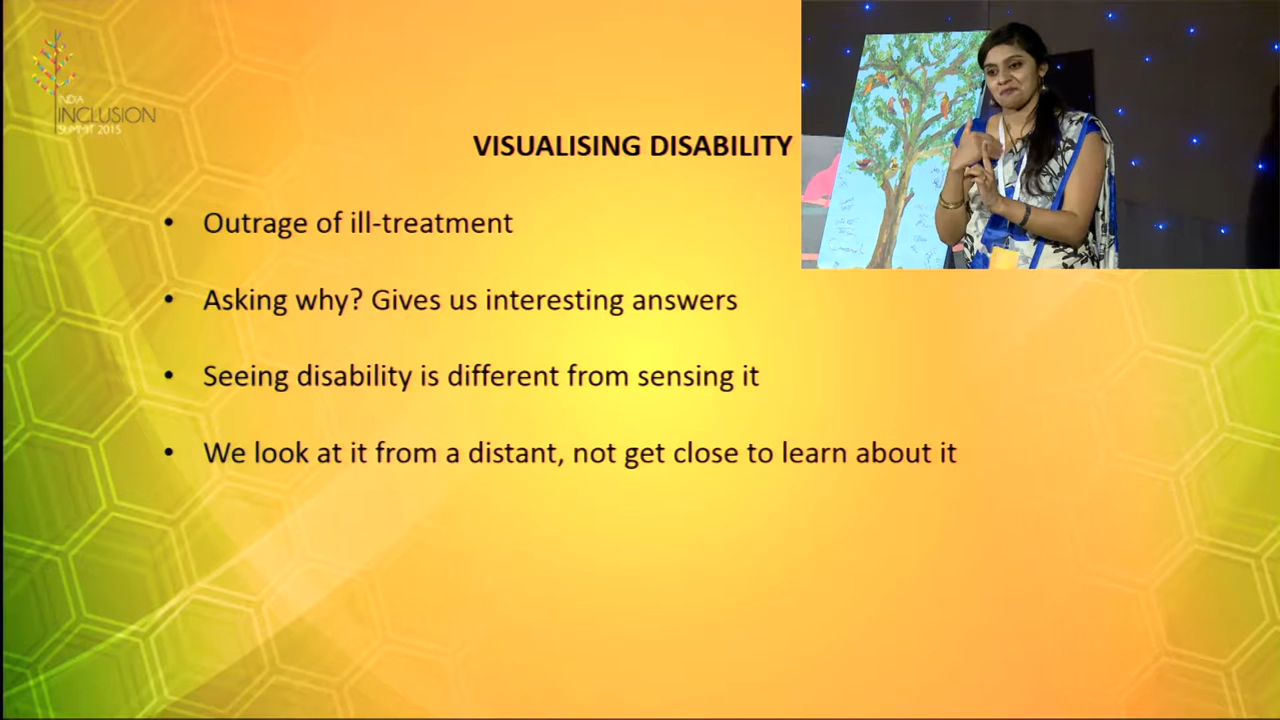 INDIA
INCLUSION
SUMMIT 2015
VISUALISING DISABILITY
• Outrage of ill-treatment
• Asking why? Gives us interesting answers
• Seeing disability is different from sensing it
• We look at it from a distant, not get close to learn about it